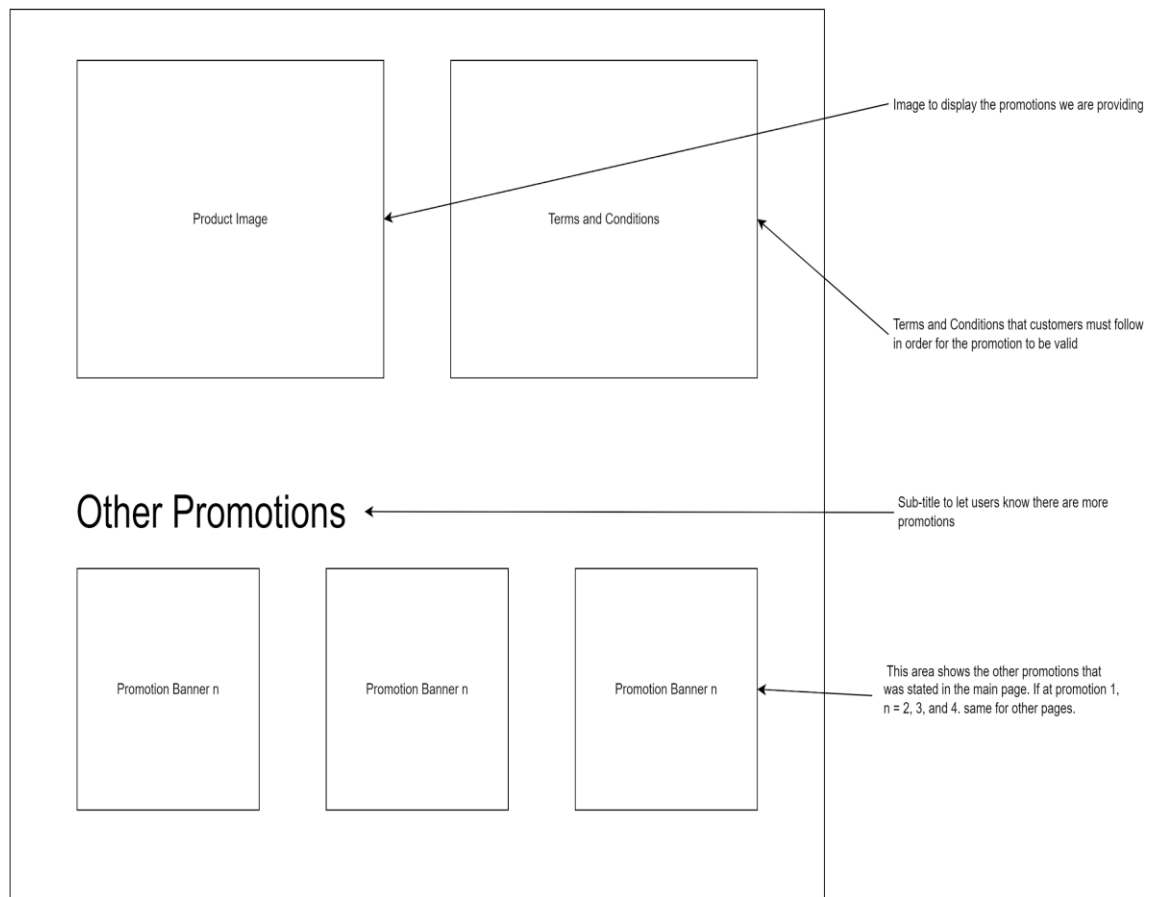 Image to display the promotions we are providing
Product Image
Terms and Conditions
Terms and Conditions that customers must follow
in order for the promotion to be valid
Other Promotions
Sub-title to let users know there are more
promotions
Promotion Banner n
Promotion Banner n
Promotion Banner n
This area shows the other promotions that
was stated in the main page. If at promotion 1,
n = 2, 3, and 4. same for other pages.